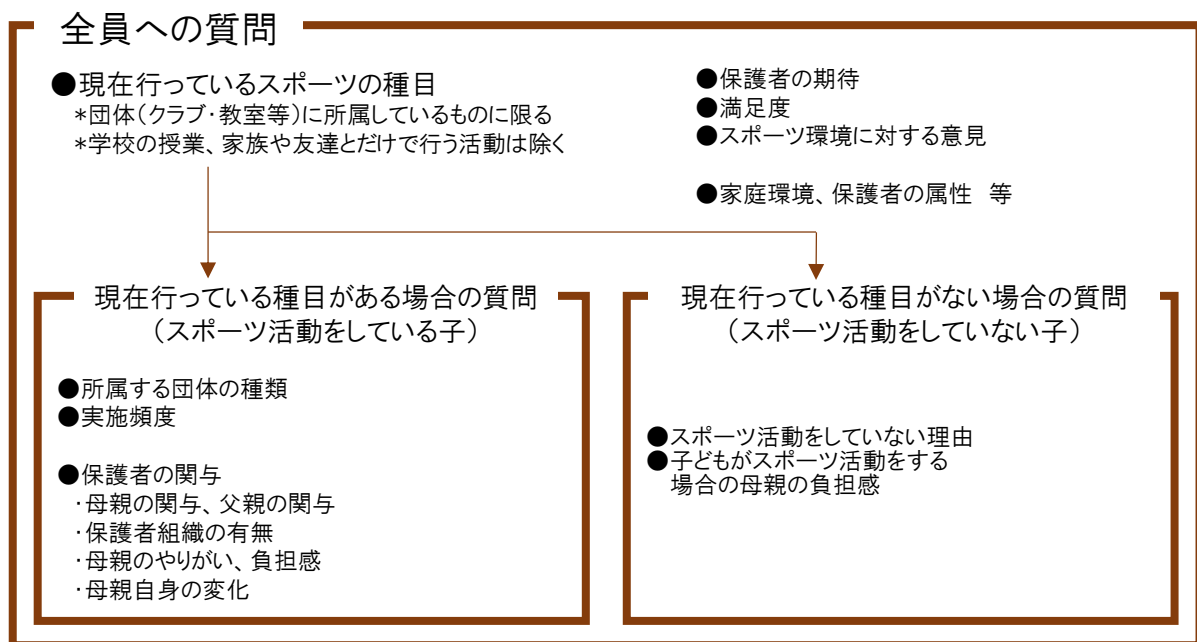 全員への質問
●現在行っているスポーツの種目
*団体(クラブ・教室等)に所属しているものに限る
*学校の授業、家族や友達とだけで行う活動は除く
●保護者の期待
●満足度
●スポーツ環境に対する意見
●家庭環境、保護者の属性 等
現在行っている種目がある場合の質問
(スポーツ活動をしている子)
●所属する団体の種類
●実施頻度
●保護者の関与
・母親の関与、父親の関与
・保護者組織の有無
・母親のやりがい、負担感
・母親自身の変化
現在行っている種目がない場合の質問
(スポーツ活動をしていない子)
●スポーツ活動をしていない理由
●子どもがスポーツ活動をする
場合の母親の負担感